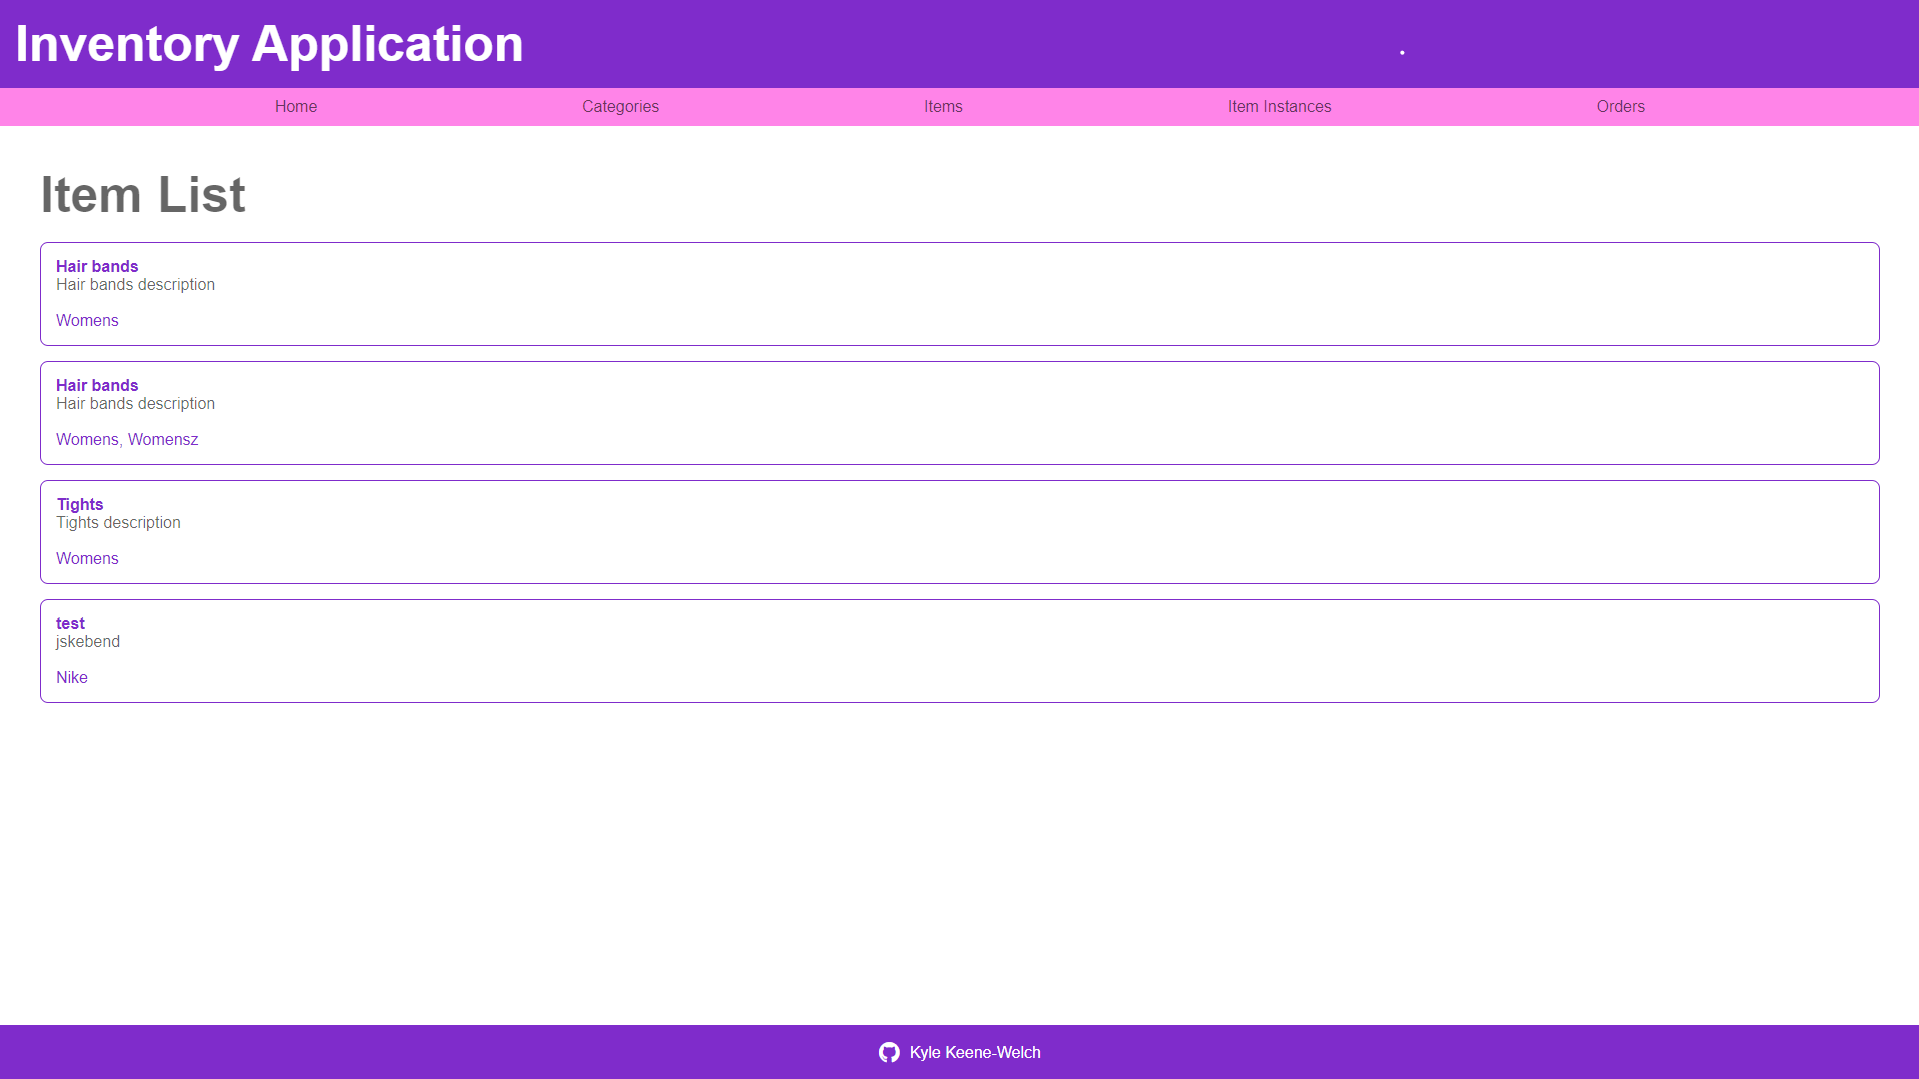 Inventory Application
Home Categories Items Item Instances Orders
Item List
Hair bands
Hair bands description
Womens
Hair bands
Hair bands description
Womens, Womensz
Tights
Tights description
Womens
test
jskebend
Nike
Kyle Keene-Welch